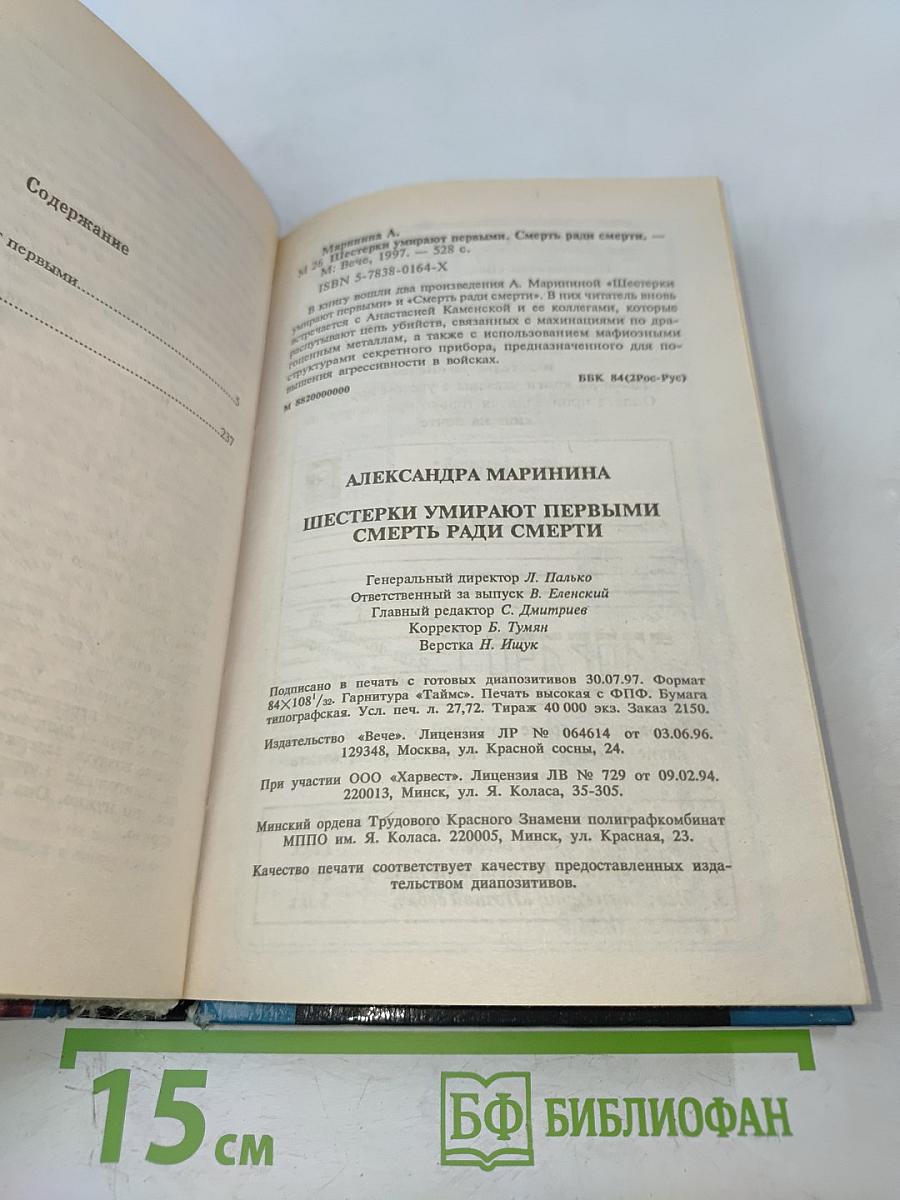 Содержание
первыми
5
237
Маринина А.
М 26 Шестерки умирают первыми. Смерть ради смерти. —
М: Вече, 1997. — 528 с.
ISBN 5-7838-0164-X
В книгу вошли два произведения А. Марининой «Шестерки
умирают первыми» и «Смерть ради смерти». В них читатель вновь
встречается с Анастасией Каменской и ее коллегами, которые
распутывают цепь убийств, связанных с махинациями по дра-
гоценным металлам, а также с использованием мафиозными
структурами секретного прибора, предназначенного для по-
вышения агрессивности в войсках.
М 8820000000
ББК 84(2Рос-Рус)
АЛЕКСАНДРА МАРИНИНА
ШЕСТЕРКИ УМИРАЮТ ПЕРВЫМИ
СМЕРТЬ РАДИ СМЕРТИ
Генеральный директор Л. Палько
Ответственный за выпуск В. Еленский
Главный редактор С. Дмитриев
Корректор Б. Тумян
Верстка Н. Ищук
Подписано в печать с готовых диапозитивов 30.07.97. Формат
84×108¹/₃₂. Гарнитура «Таймс». Печать высокая с ФПФ. Бумага
типографская. Усл. печ. л. 27,72. Тираж 40 000 экз. Заказ 2150.
Издательство «Вече». Лицензия ЛР № 064614 от 03.06.96.
129348, Москва, ул. Красной сосны, 24.
При участии ООО «Харвест». Лицензия ЛВ № 729 от 09.02.94.
220013, Минск, ул. Я. Коласа, 35-305.
Минский ордена Трудового Красного Знамени полиграфкомбинат
МППО им. Я. Коласа. 220005, Минск, ул. Красная, 23.
Качество печати соответствует качеству предоставленных изда-
тельством диапозитивов.
15 см
БФ БИБЛИОФАН